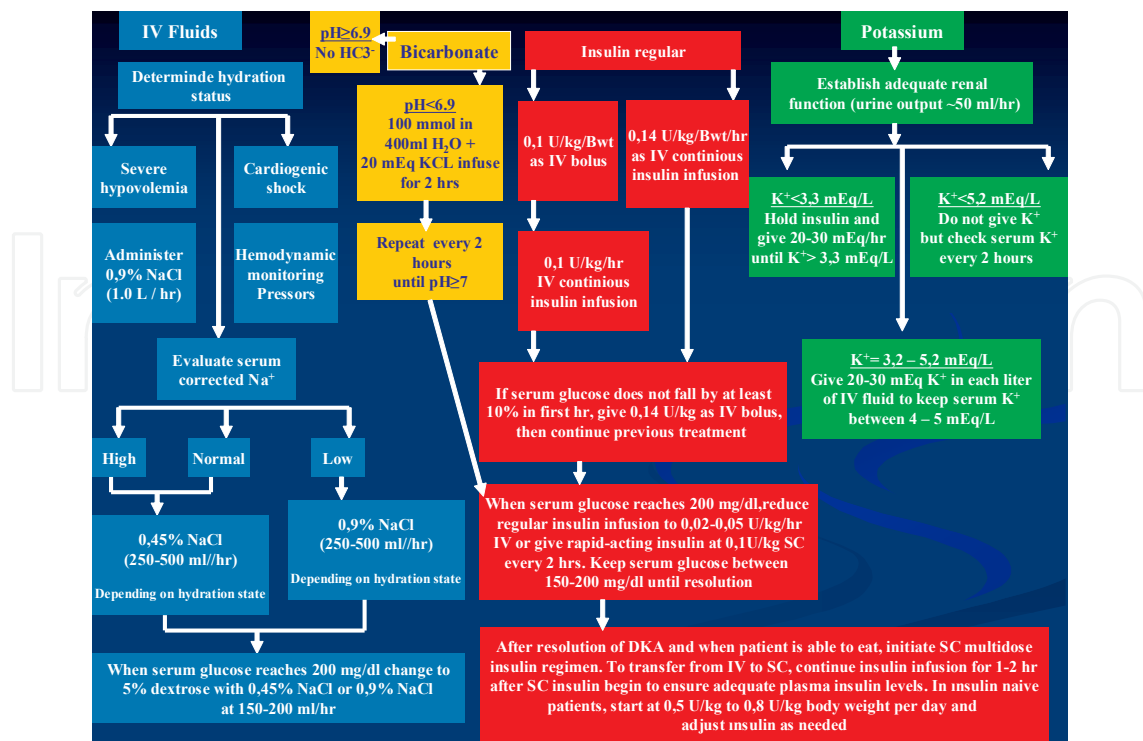 IV Fluids
Determinde hydration
status
Severe
hypovolemia
Cardiogenic
shock
Administer
0,9% NaCl
(1.0 L / hr)
Hemodynamic
monitoring
Pressors
Evaluate serum
corrected Na⁺
High
Normal
Low
0,45% NaCl
(250-500 ml//hr)
Depending on hydration state
0,9% NaCl
(250-500 ml//hr)
Depending on hydration state
When serum glucose reaches 200 mg/dl change to
5% dextrose with 0,45% NaCl or 0,9% NaCl
at 150-200 ml/hr
pH≥6.9
No HC3⁻
Bicarbonate
pH<6.9
100 mmol in
400ml H₂O +
20 mEq KCL infuse
for 2 hrs
Repeat every 2
hours
until pH≥7
Insulin regular
0,1 U/kg/Bwt
as IV bolus
0,14 U/kg/Bwt/hr
as IV continious
insulin infusion
0,1 U/kg/hr
IV continious
insulin infusion
If serum glucose does not fall by at least
10% in first hr, give 0,14 U/kg as IV bolus,
then continue previous treatment
When serum glucose reaches 200 mg/dl,reduce
regular insulin infusion to 0,02-0,05 U/kg/hr
IV or give rapid-acting insulin at 0,1U/kg SC
every 2 hrs. Keep serum glucose between
150-200 mg/dl until resolution
After resolution of DKA and when patient is able to eat, initiate SC multidose
insulin regimen. To transfer from IV to SC, continue insulin infusion for 1-2 hr
after SC insulin begin to ensure adequate plasma insulin levels. In insulin naive
patients, start at 0,5 U/kg to 0,8 U/kg body weight per day and
adjust insulin as needed
Potassium
Establish adequate renal
function (urine output ~50 ml/hr)
K⁺<3,3 mEq/L
Hold insulin and
give 20-30 mEq/hr
until K⁺> 3,3 mEq/L
K⁺<5,2 mEq/L
Do not give K⁺
but check serum K⁺
every 2 hours
K⁺= 3,2 – 5,2 mEq/L
Give 20-30 mEq K⁺ in each liter
of IV fluid to keep serum K⁺
between 4 – 5 mEq/L